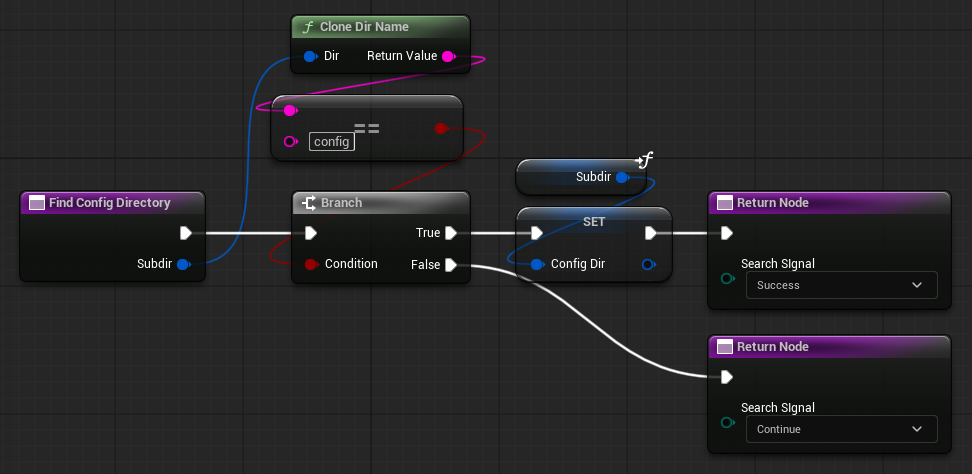 Clone Dir Name
Dir Return Value
==
config
Subdir
Find Config Directory
Subdir
Branch
True
Condition False
SET
Config Dir
Return Node
Search SIgnal
Success
Return Node
Search SIgnal
Continue